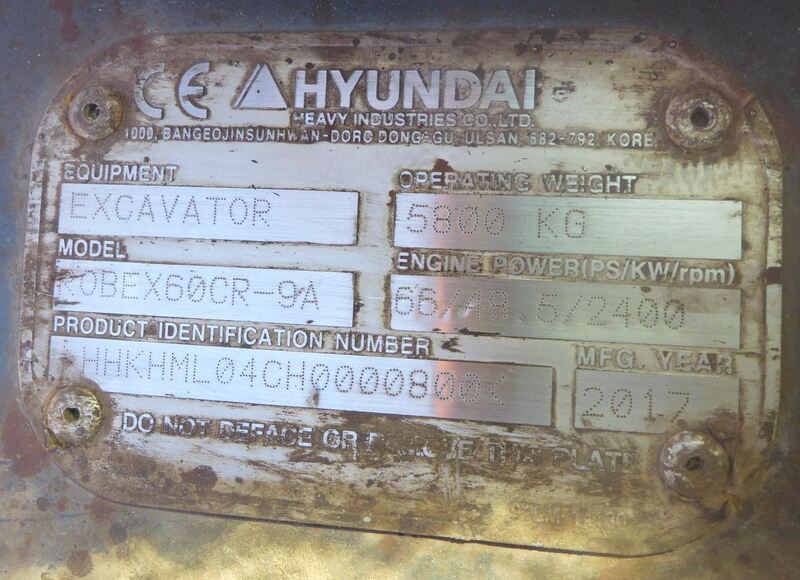 CE HYUNDAI
HEAVY INDUSTRIES CO., LTD.
1000, BANGEOJINSUNHWAN-DORO DONG-GU, ULSAN, 682-792, KORE
EQUIPMENT
EXCAVATOR
OPERATING WEIGHT
5800 KG
MODEL
ROBEX60CR-9A
ENGINE POWER(PS/KW/rpm)
66/48.5/2400
PRODUCT IDENTIFICATION NUMBER
HHKHML04CH0000800
MFG. YEAR
2017
DO NOT DEFACE OR REMOVE THIS PLATE